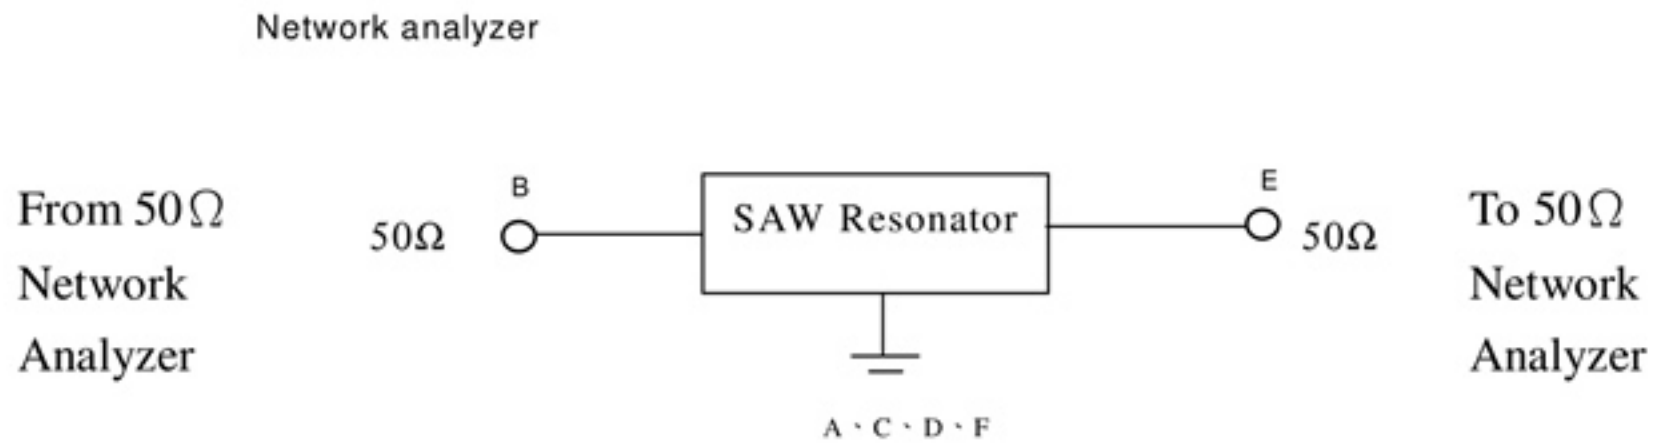 Network analyzer
From 50Ω
Network
Analyzer
50Ω
B
SAW Resonator
E
50Ω
To 50Ω
Network
Analyzer
A、C、D、F